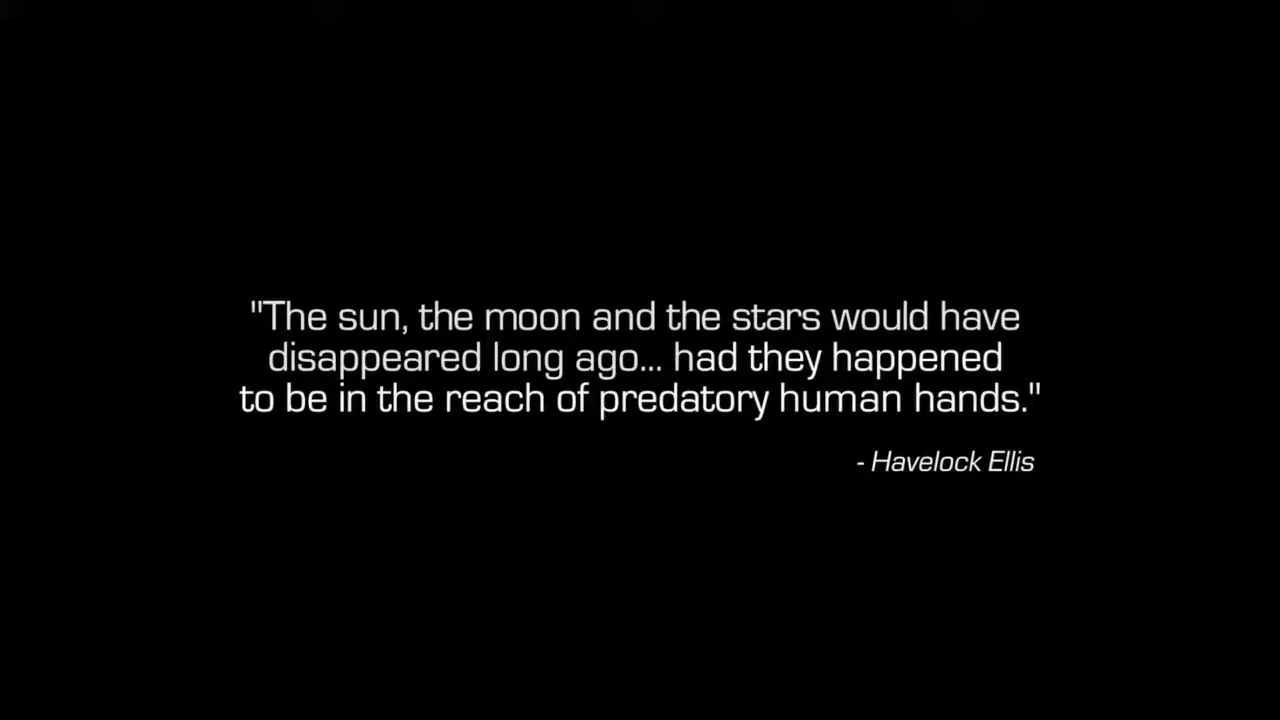 "The sun, the moon and the stars would have
disappeared long ago... had they happened
to be in the reach of predatory human hands."
- Havelock Ellis